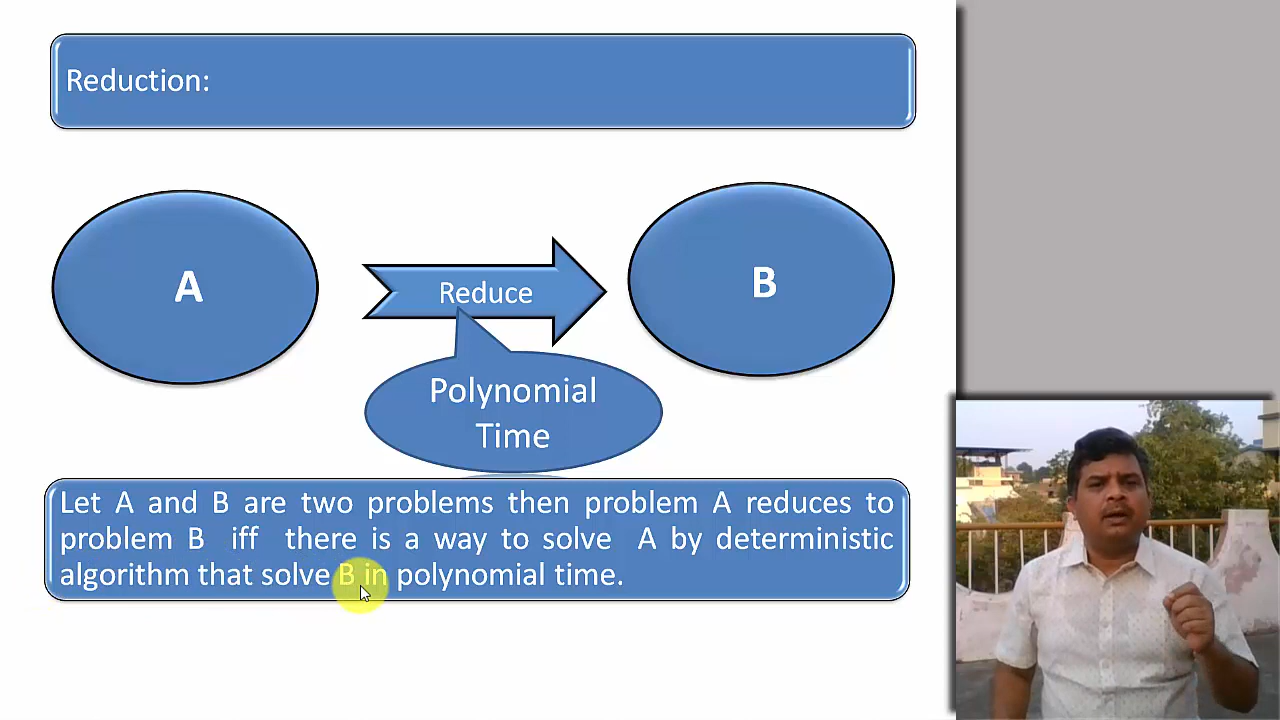 Reduction:
A
Reduce
B
Polynomial
Time
Let A and B are two problems then problem A reduces to
problem B iff there is a way to solve A by deterministic
algorithm that solve B in polynomial time.